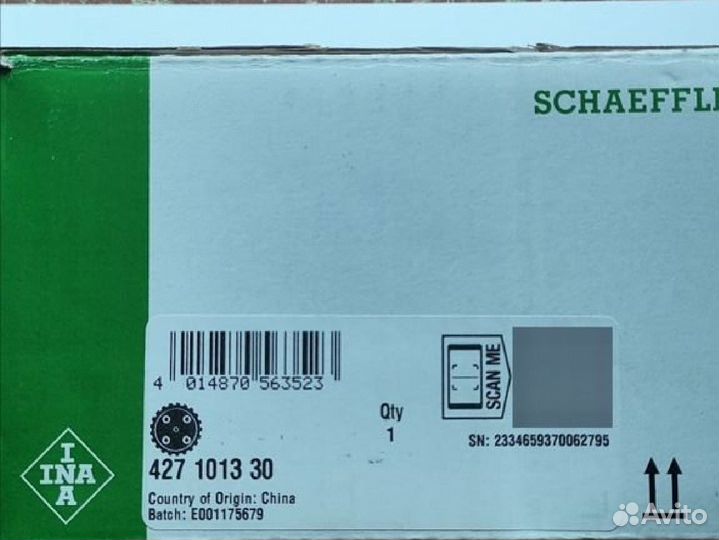 SCHAEFFL
4 014870 563523
SCAN ME
Qty
1
SN: 2334659370062795
427 1013 30
Country of Origin: China
Batch: E001175679
I
INA
A
Avito